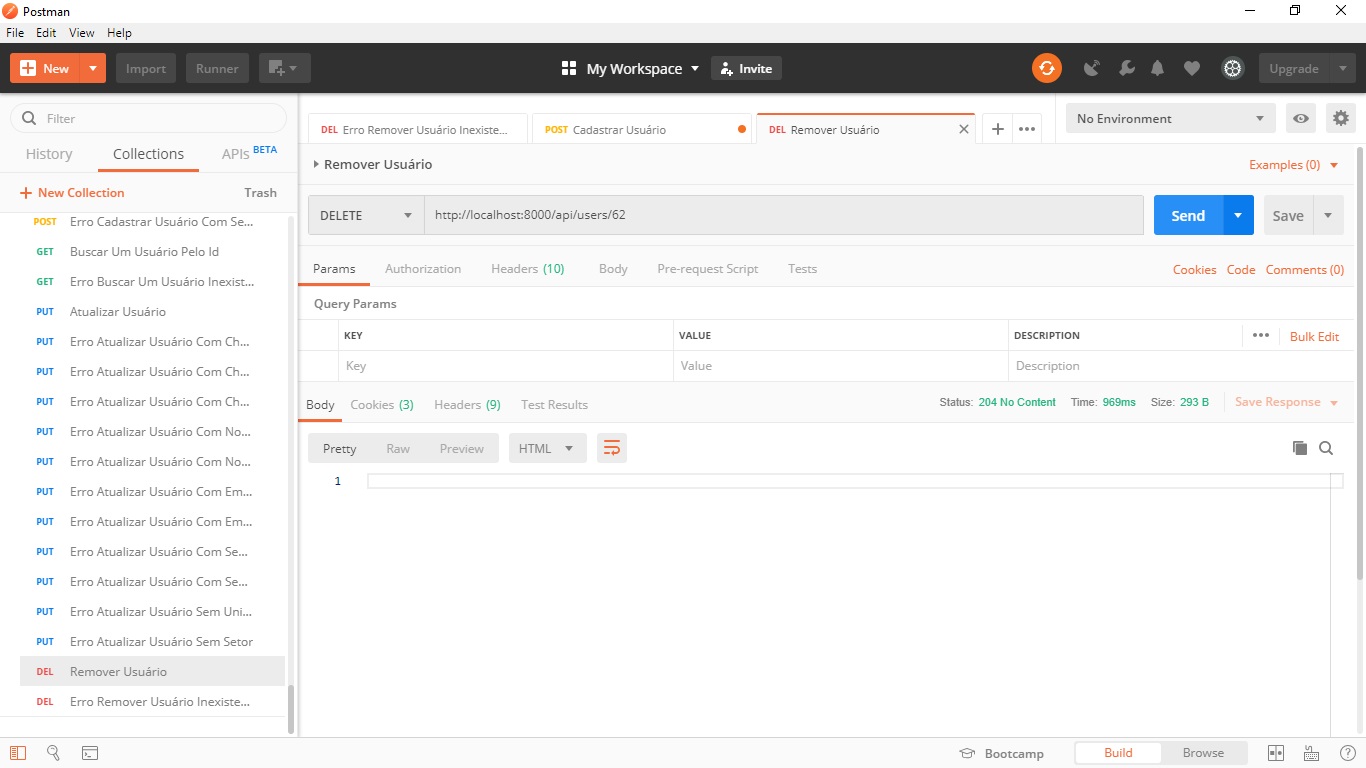 Postman
File Edit View Help
New Import Runner My Workspace Invite Upgrade
Filter
History Collections APIs BETA
New Collection Trash
POST Erro Cadastrar Usuário Com Se...
GET Buscar Um Usuário Pelo Id
GET Erro Buscar Um Usuário Inexist...
PUT Atualizar Usuário
PUT Erro Atualizar Usuário Com Ch...
PUT Erro Atualizar Usuário Com Ch...
PUT Erro Atualizar Usuário Com Ch...
PUT Erro Atualizar Usuário Com No...
PUT Erro Atualizar Usuário Com No...
PUT Erro Atualizar Usuário Com Em...
PUT Erro Atualizar Usuário Com Em...
PUT Erro Atualizar Usuário Com Se...
PUT Erro Atualizar Usuário Com Se...
PUT Erro Atualizar Usuário Sem Uni...
PUT Erro Atualizar Usuário Sem Setor
DEL Remover Usuário
DEL Erro Remover Usuário Inexiste...
DEL Erro Remover Usuário Inexiste... POST Cadastrar Usuário DEL Remover Usuário No Environment
Remover Usuário Examples (0)
DELETE http://localhost:8000/api/users/62 Send Save
Params Authorization Headers (10) Body Pre-request Script Tests Cookies Code Comments (0)
Query Params
KEY VALUE DESCRIPTION Bulk Edit
Key Value Description
Body Cookies (3) Headers (9) Test Results Status: 204 No Content Time: 969ms Size: 293 B Save Response
Pretty Raw Preview HTML
1
Bootcamp Build Browse